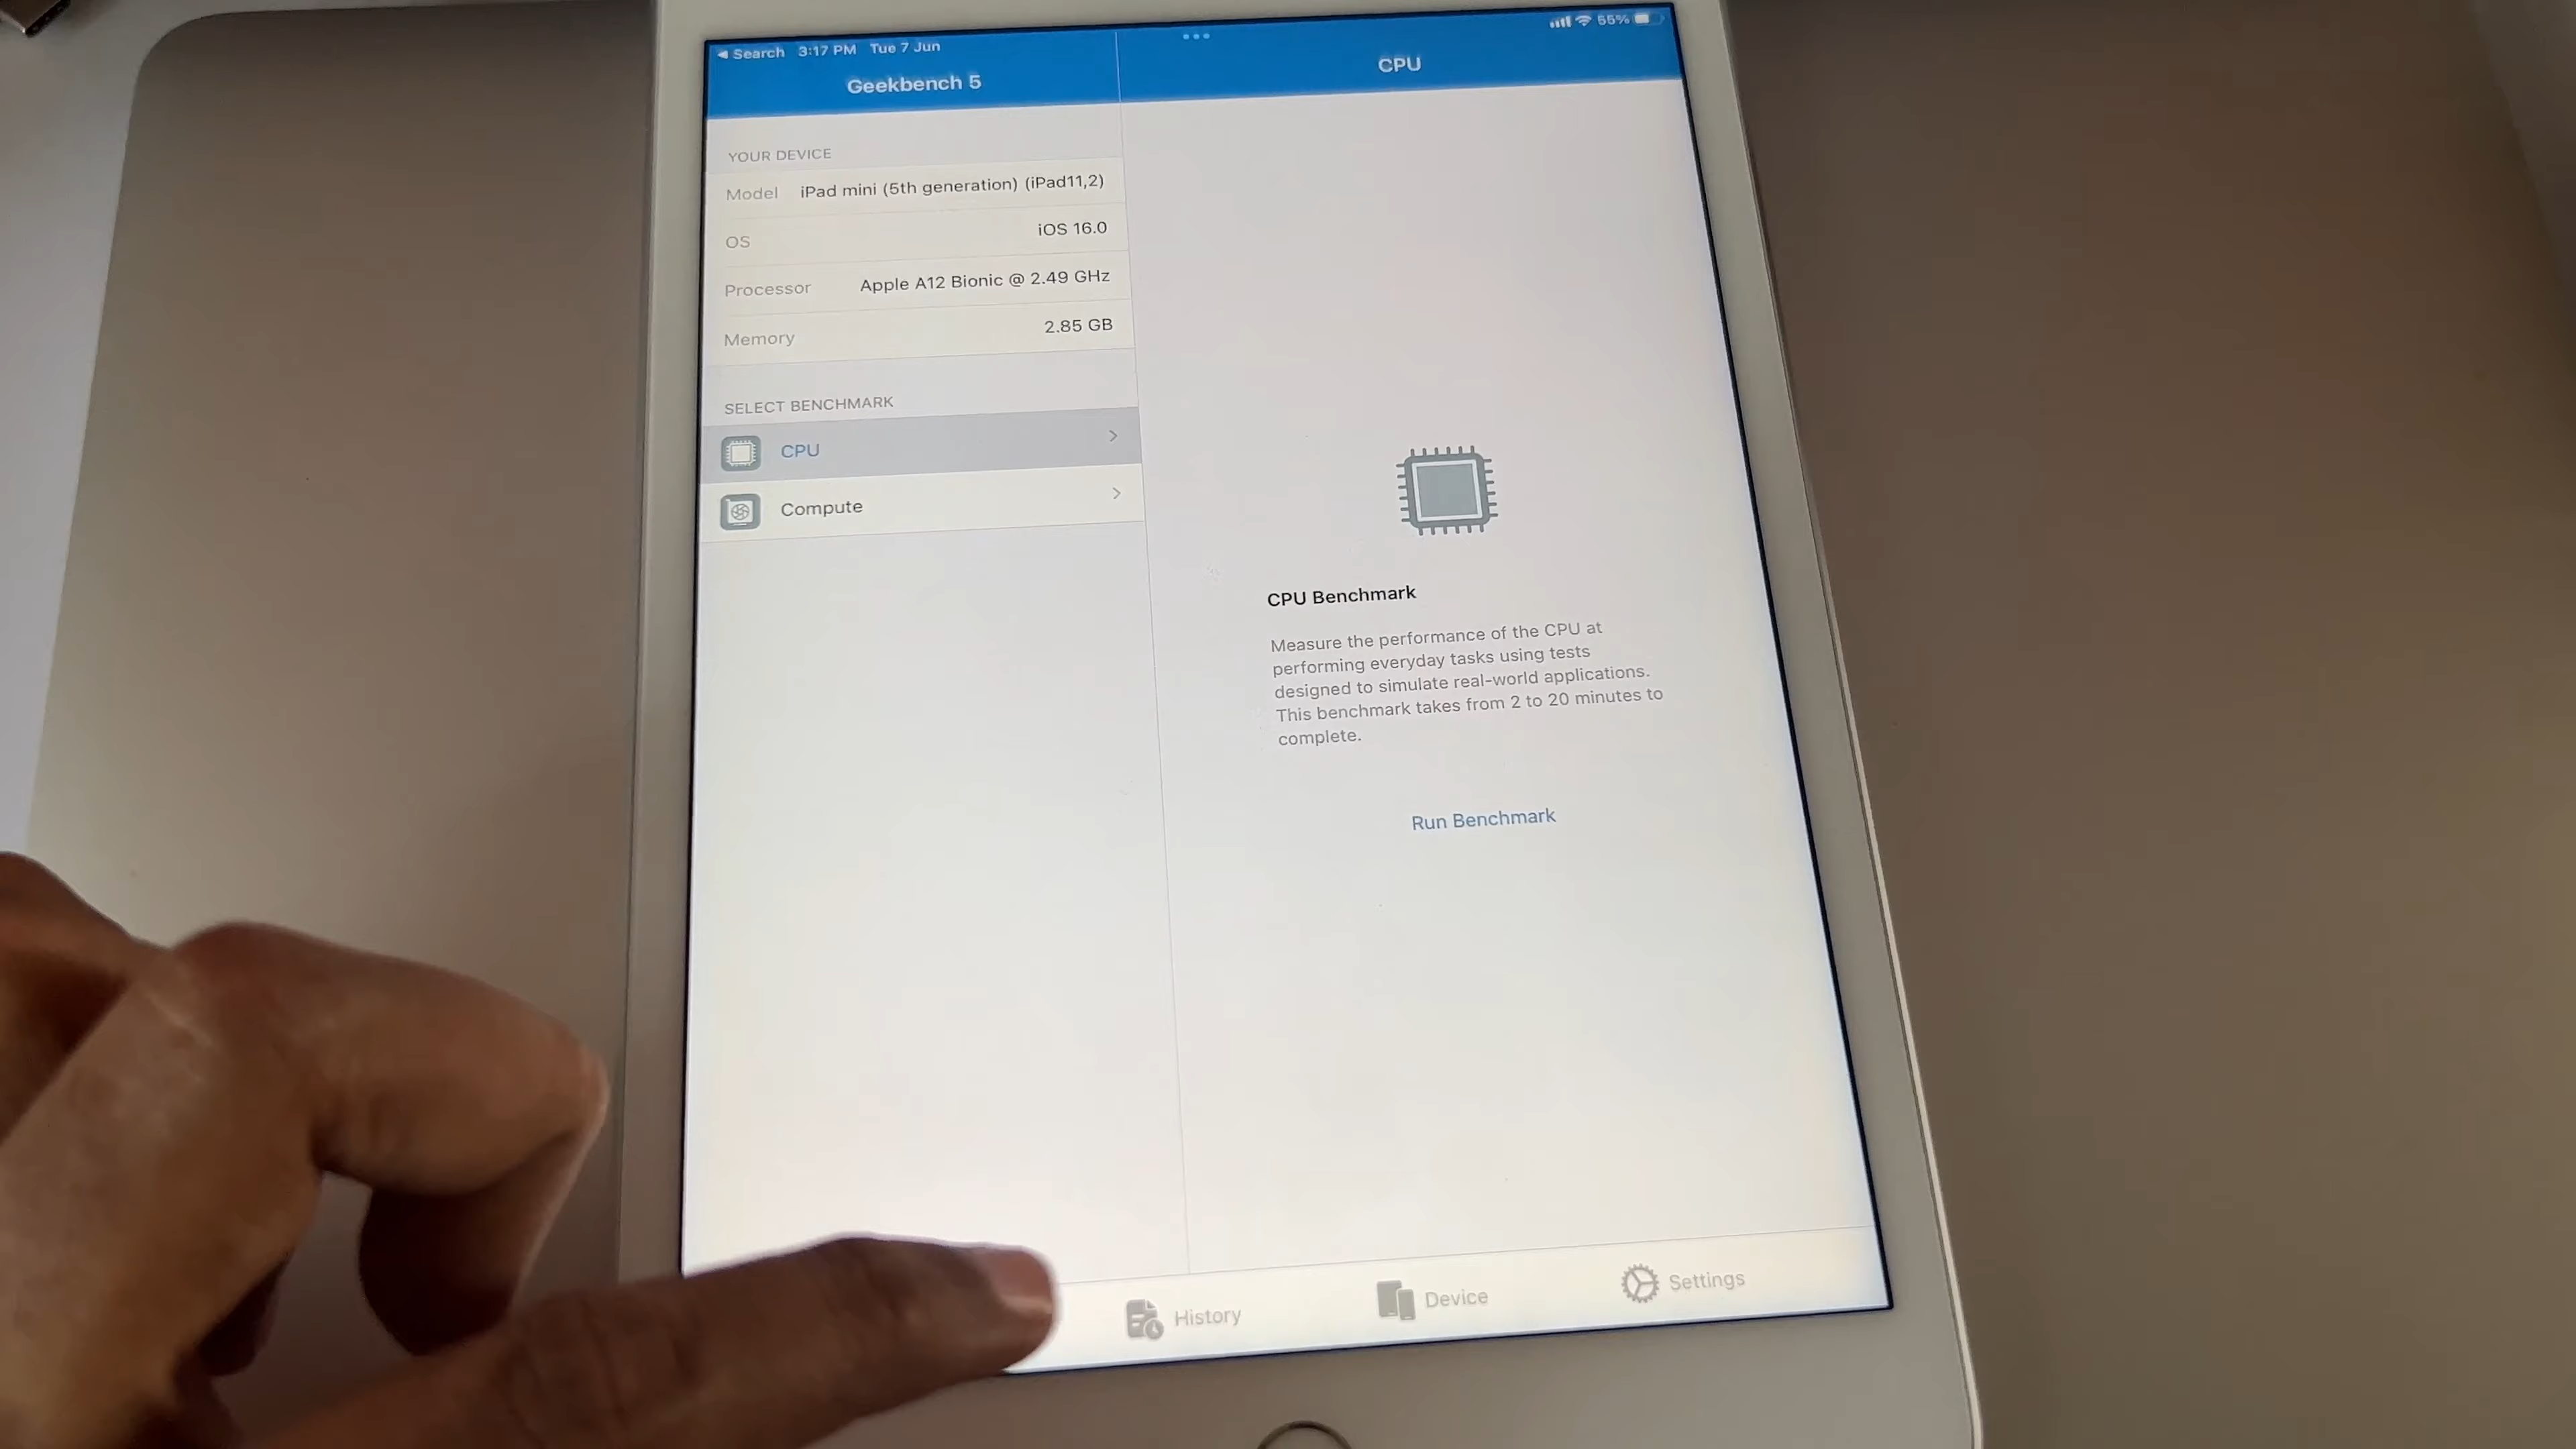 Search 3:17 PM Tue 7 Jun
55%
Geekbench 5
CPU
YOUR DEVICE
Model iPad mini (5th generation) (iPad11,2)
OS iOS 16.0
Processor Apple A12 Bionic @ 2.49 GHz
Memory 2.85 GB
SELECT BENCHMARK
CPU
Compute
CPU Benchmark
Measure the performance of the CPU at
performing everyday tasks using tests
designed to simulate real-world applications.
This benchmark takes from 2 to 20 minutes to
complete.
Run Benchmark
History
Device
Settings